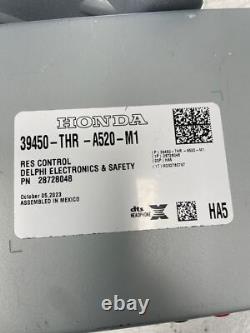 HONDA
39450-THR-A520-M1
RES CONTROL
DELPHI ELECTRONICS & SAFETY
PN 28728048
October 05,2023
ASSEMBLED IN MEXICO
dts
HEADPHONE:X
HA5